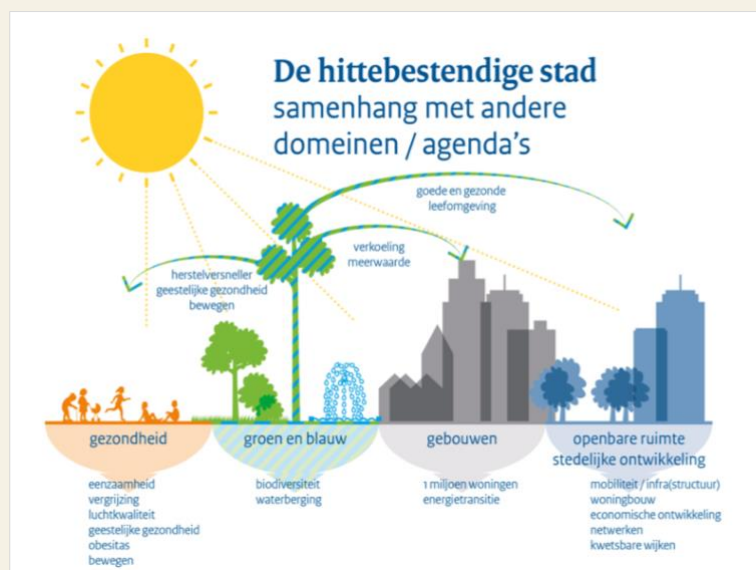 De hittebestendige stad
samenhang met andere
domeinen / agenda's
goede en gezonde
leefomgeving
verkoeling
meerwaarde
herstelversneller
geestelijke gezondheid
bewegen
gezondheid
eenzaamheid
vergrijzing
luchtkwaliteit
geestelijke gezondheid
obesitas
bewegen
groen en blauw
biodiversiteit
waterberging
gebouwen
1 miljoen woningen
energietransitie
openbare ruimte
stedelijke ontwikkeling
mobiliteit / infra(structuur)
woningbouw
economische ontwikkeling
netwerken
kwetsbare wijken